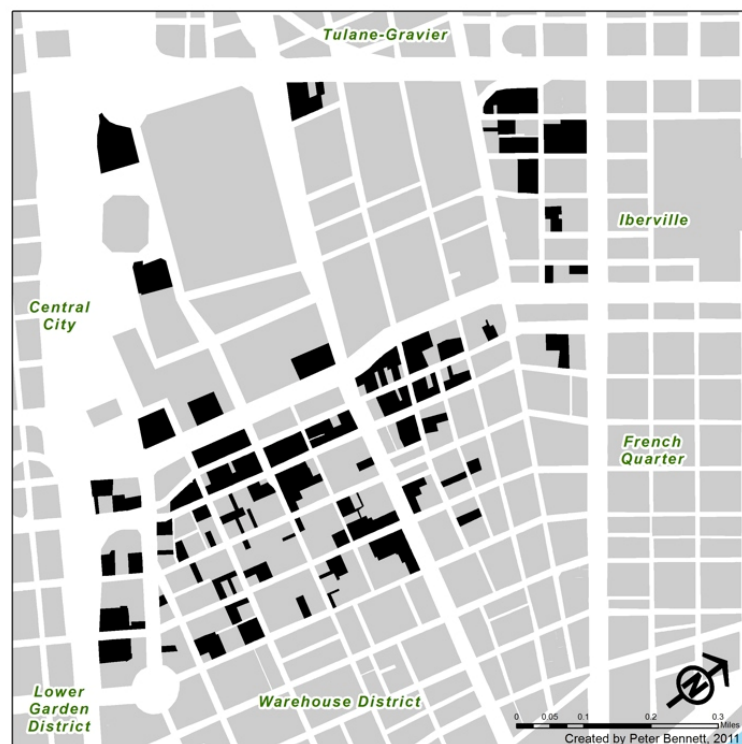 Tulane-Gravier
Iberville
Central
City
French
Quarter
Lower
Garden
District
Warehouse District
N
0 0.05 0.1 0.2 0.3
Miles
Created by Peter Bennett, 2011